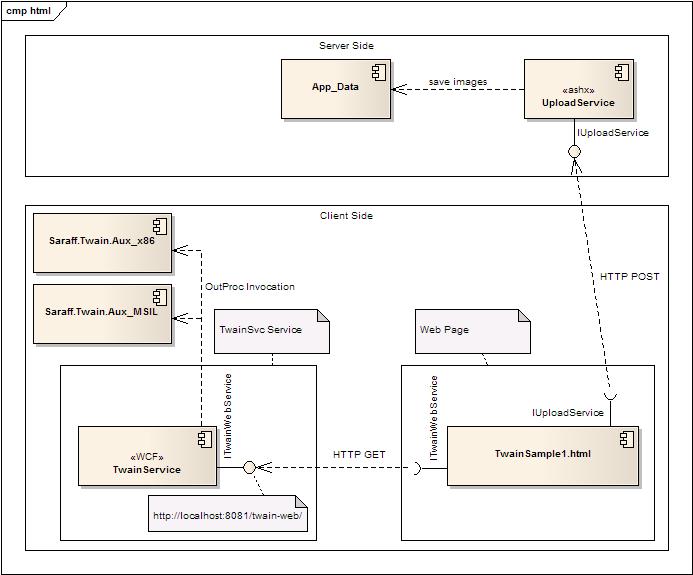 cmp html
Server Side
App_Data
save images
«ashx»
UploadService
IUploadService
Client Side
Saraff.Twain.Aux_x86
HTTP POST
OutProc Invocation
Saraff.Twain.Aux_MSIL
TwainSvc Service
Web Page
ITwainWebService
ITwainWebService
IUploadService
«WCF»
TwainService
HTTP GET
TwainSample1.html
http://localhost:8081/twain-web/